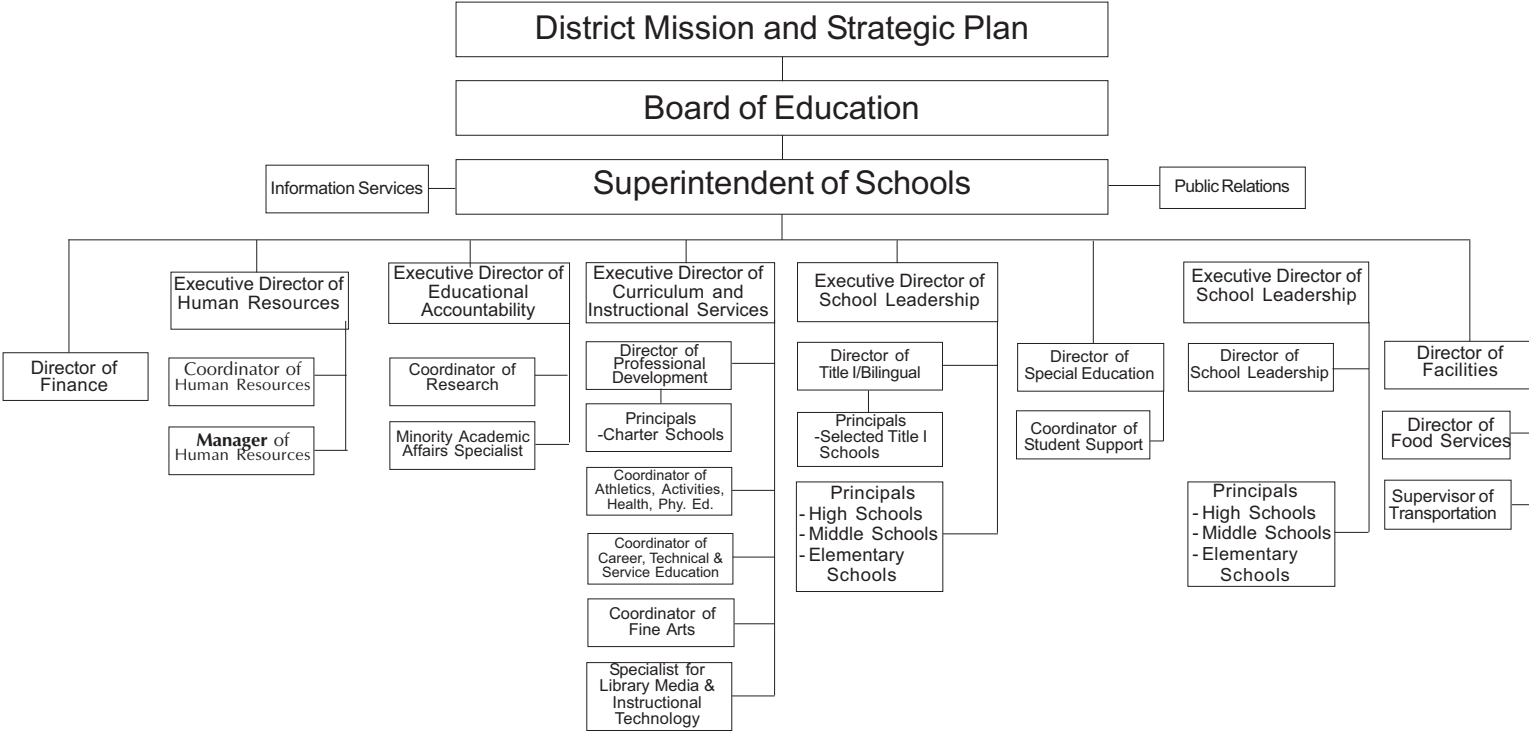 District Mission and Strategic Plan
Board of Education
Information Services
Superintendent of Schools
Public Relations
Director of
Finance
Executive Director of
Human Resources
Coordinator of
Human Resources
Manager of
Human Resources
Executive Director of
Educational
Accountability
Coordinator of
Research
Minority Academic
Affairs Specialist
Executive Director of
Curriculum and
Instructional Services
Director of
Professional
Development
Principals
-Charter Schools
Coordinator of
Athletics, Activities,
Health, Phy. Ed.
Coordinator of
Career, Technical &
Service Education
Coordinator of
Fine Arts
Specialist for
Library Media &
Instructional
Technology
Executive Director of
School Leadership
Director of
Title I/Bilingual
Principals
-Selected Title I
Schools
Principals
- High Schools
- Middle Schools
- Elementary
Schools
Director of
Special Education
Coordinator of
Student Support
Executive Director of
School Leadership
Director of
School Leadership
Principals
- High Schools
- Middle Schools
- Elementary
Schools
Director of
Facilities
Director of
Food Services
Supervisor of
Transportation